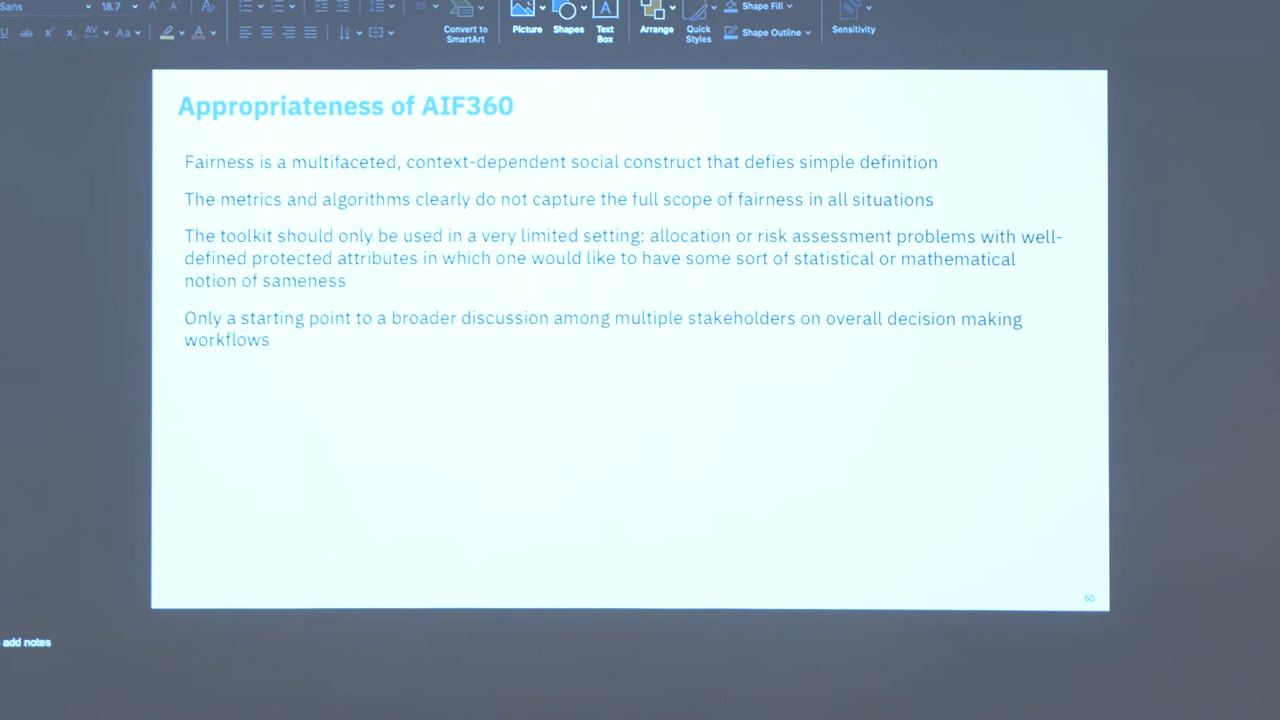 Sans 18.7
Convert to
SmartArt
Picture
Shapes
Text
Box
Arrange
Quick
Styles
Shape Fill
Shape Outline
Sensitivity
Appropriateness of AIF360
Fairness is a multifaceted, context-dependent social construct that defies simple definition
The metrics and algorithms clearly do not capture the full scope of fairness in all situations
The toolkit should only be used in a very limited setting: allocation or risk assessment problems with well-
defined protected attributes in which one would like to have some sort of statistical or mathematical
notion of sameness
Only a starting point to a broader discussion among multiple stakeholders on overall decision making
workflows
60
add notes